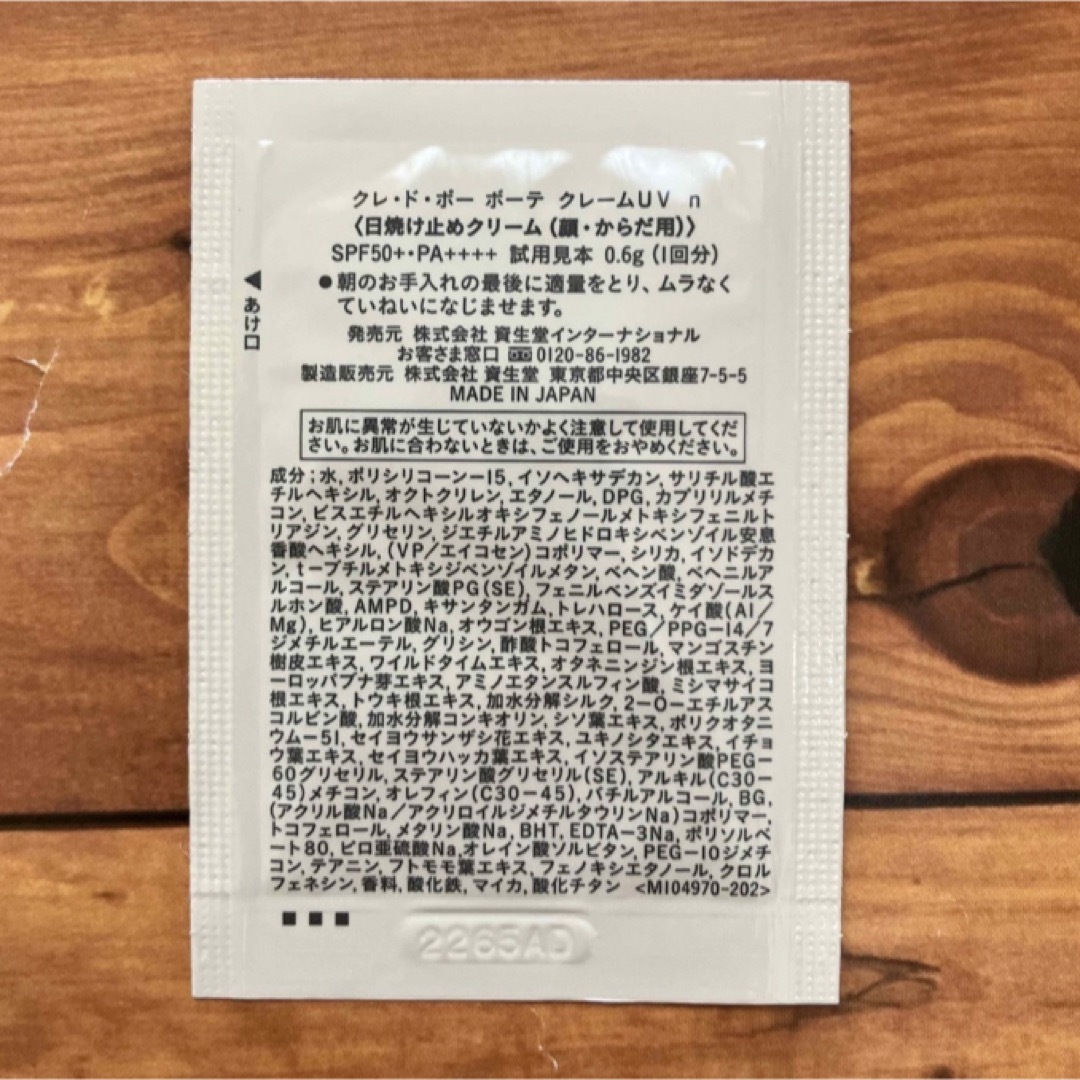 クレ・ド・ポー ボーテ クレームUV n
〈日焼け止めクリーム(顔・からだ用)〉
SPF50+・PA++++ 試用見本 0.6g(1回分)
◀あけ口
●朝のお手入れの最後に適量をとり、ムラなく
ていねいになじませます。
発売元 株式会社 資生堂インターナショナル
お客さま窓口 0120-86-1982
製造販売元 株式会社 資生堂 東京都中央区銀座7-5-5
MADE IN JAPAN
お肌に異常が生じていないかよく注意して使用してくだ
さい。お肌に合わないときは、ご使用をおやめください。
成分:水,ポリシリコーン-15,イソヘキサデカン,サリチル酸エ
チルヘキシル,オクトクリレン,エタノール,DPG,カプリリルメチ
コン,ビスエチルヘキシルオキシフェノールメトキシフェニルト
リアジン,グリセリン,ジエチルアミノヒドロキシベンゾイル安息
香酸ヘキシル,(VP/エイコセン)コポリマー,シリカ,イソドデカ
ン,t-ブチルメトキシジベンゾイルメタン,ベヘン酸,ベヘニルア
ルコール,ステアリン酸PG(SE),フェニルベンズイミダゾールス
ルホン酸,AMPD,キサンタンガム,トレハロース,ケイ酸(Al/
Mg),ヒアルロン酸Na,オウゴン根エキス,PEG/PPG-14/7
ジメチルエーテル,グリシン,酢酸トコフェロール,マンゴスチン
樹皮エキス,ワイルドタイムエキス,オタネニンジン根エキス,ヨ
ーロッパブナ芽エキス,アミノエタンスルフィン酸,ミシマサイコ
根エキス,トウキ根エキス,加水分解シルク,2-O-エチルアス
コルビン酸,加水分解コンキオリン,シソ葉エキス,ポリクオタニ
ウム-51,セイヨウサンザシ花エキス,ユキノシタエキス,イチョ
ウ葉エキス,セイヨウハッカ葉エキス,イソステアリン酸PEG-
60グリセリル,ステアリン酸グリセリル(SE),アルキル(C30-
45)メチコン,オレフィン(C30-45),バチルアルコール,BG,
(アクリル酸Na/アクリロイルジメチルタウリンNa)コポリマー,
トコフェロール,メタリン酸Na,BHT,EDTA-3Na,ポリソルベ
ート80,ピロ亜硫酸Na,オレイン酸ソルビタン,PEG-10ジメチ
コン,テアニン,フトモモ葉エキス,フェノキシエタノール,クロル
フェネシン,香料,酸化鉄,マイカ,酸化チタン <MI04970-202>
2265AD